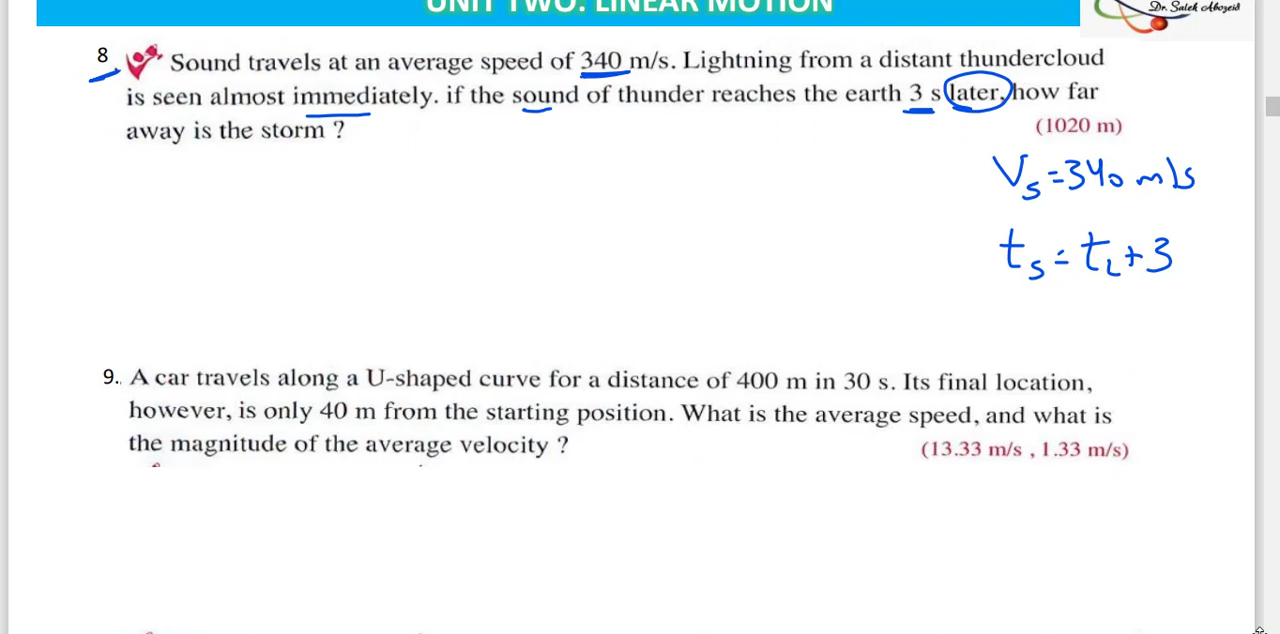 UNIT TWO: LINEAR MOTION
Dr. Salek Abozeid
8 Sound travels at an average speed of 340 m/s. Lightning from a distant thundercloud
is seen almost immediately. if the sound of thunder reaches the earth 3 s later, how far
away is the storm ?
(1020 m)
Vs=340 m/s
ts=tL+3
9. A car travels along a U-shaped curve for a distance of 400 m in 30 s. Its final location,
however, is only 40 m from the starting position. What is the average speed, and what is
the magnitude of the average velocity ?
(13.33 m/s , 1.33 m/s)